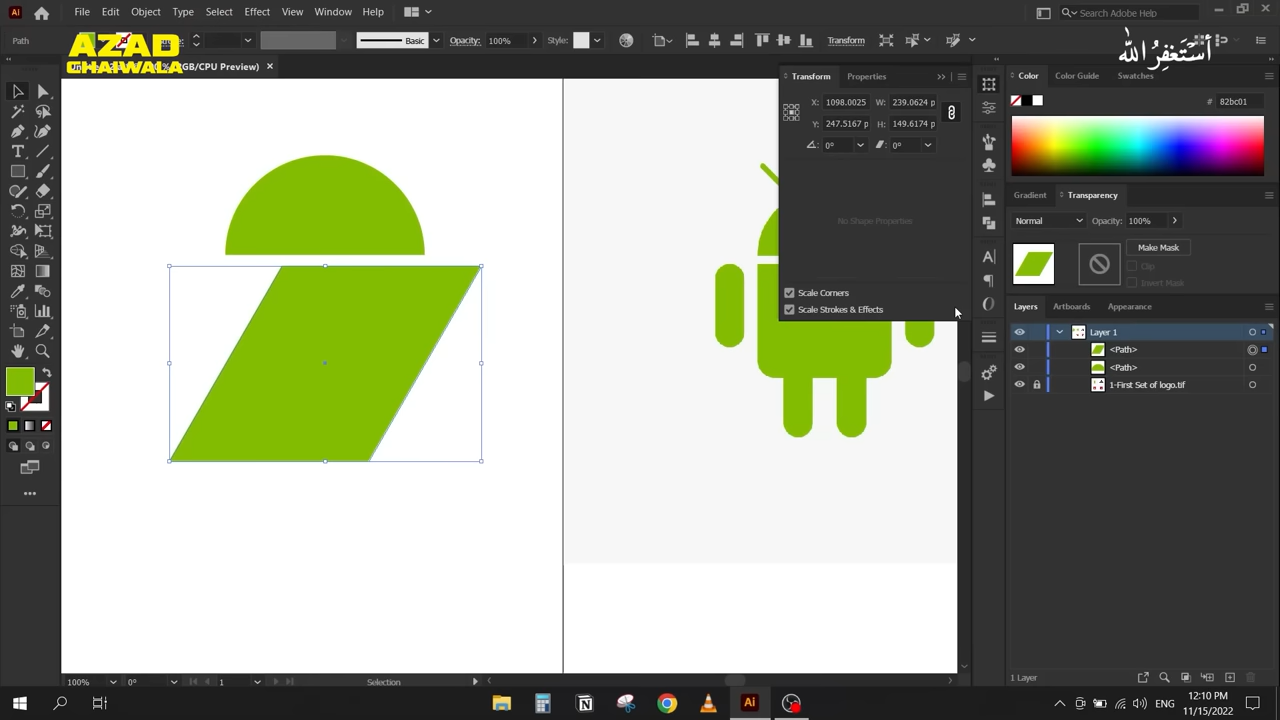 File Edit Object Type Select Effect View Window Help
Search Adobe Help
Path
Basic
Opacity: 100%
Style:
Transform
AZAD
CHAIWALA
أَسْتَغْفِرُ اللّٰه
GB/CPU Preview)
Transform
Properties
X: 1098.0025
W: 239.0624 p
Y: 247.5167 p
H: 149.6174 p
0°
0°
No Shape Properties
Scale Corners
Scale Strokes & Effects
Color
Color Guide
Swatches
# 82bc01
Gradient
Transparency
Normal
Opacity: 100%
Make Mask
Clip
Invert Mask
Layers
Artboards
Appearance
Layer 1
<Path>
<Path>
1-First Set of logo.tif
1 Layer
100%
0°
1
Selection
ENG
12:10 PM
11/15/2022